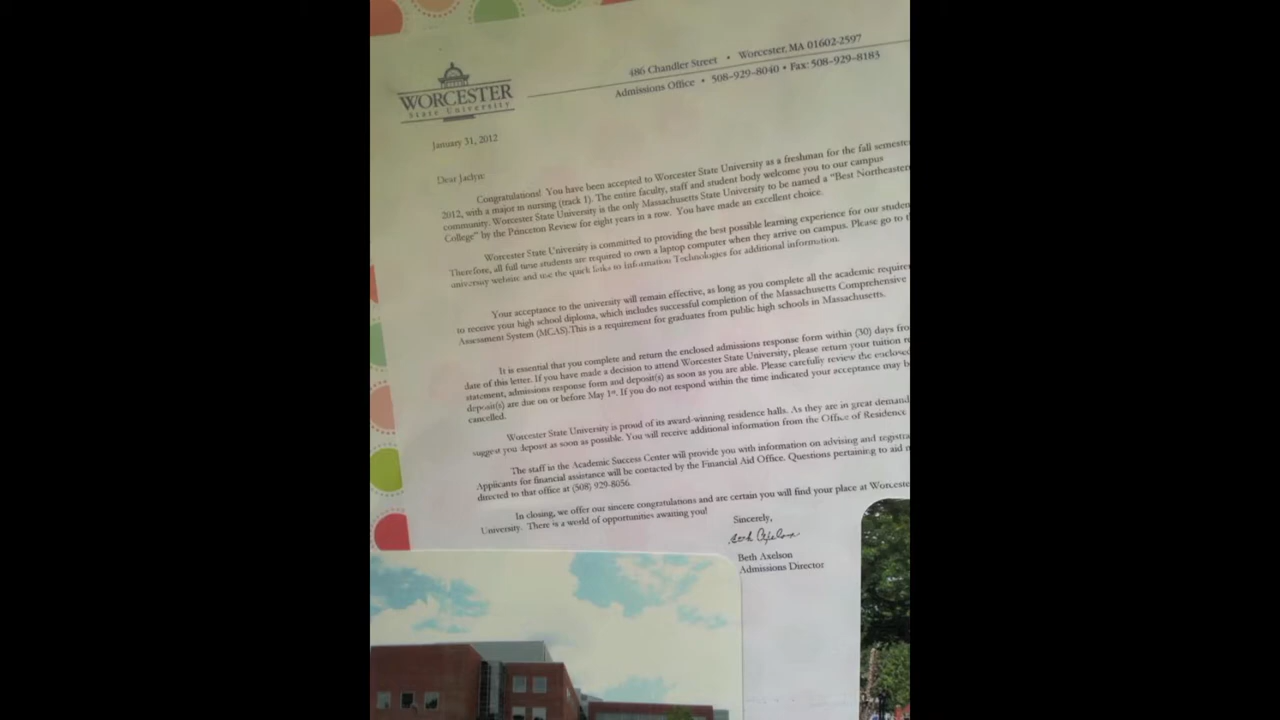 WORCESTER
State University
486 Chandler Street • Worcester, MA 01602-2597
Admissions Office • 508-929-8040 • Fax: 508-929-8183
January 31, 2012
Dear Jaclyn:
Congratulations! You have been accepted to Worcester State University as a freshman for the fall semeste
2012, with a major in nursing (track 1). The entire faculty, staff and student body welcome you to our campus
community. Worcester State University is the only Massachusetts State University to be named a "Best Northeastern
College" by the Princeton Review for eight years in a row. You have made an excellent choice.
Worcester State University is committed to providing the best possible learning experience for our studen
Therefore, all full time students are required to own a laptop computer when they arrive on campus. Please go to t
university website and use the quick links to Information Technologies for additional information.
Your acceptance to the university will remain effective, as long as you complete all the academic require
to receive your high school diploma, which includes successful completion of the Massachusetts Comprehensive
Assessment System (MCAS).This is a requirement for graduates from public high schools in Massachusetts.
It is essential that you complete and return the enclosed admissions response form within (30) days fro
date of this letter. If you have made a decision to attend Worcester State University, please return your tuition r
statement, admissions response form and deposit(s) as soon as you are able. Please carefully review the enclosed
deposit(s) are due on or before May 1st. If you do not respond within the time indicated your acceptance may b
cancelled.
Worcester State University is proud of its award-winning residence halls. As they are in great demand
suggest you deposit as soon as possible. You will receive additional information from the Office of Residence
The staff in the Academic Success Center will provide you with information on advising and registra
Applicants for financial assistance will be contacted by the Financial Aid Office. Questions pertaining to aid
directed to that office at (508) 929-8056.
In closing, we offer our sincere congratulations and are certain you will find your place at Worceste
University. There is a world of opportunities awaiting you!
Sincerely,
Beth Axelson
Beth Axelson
Admissions Director